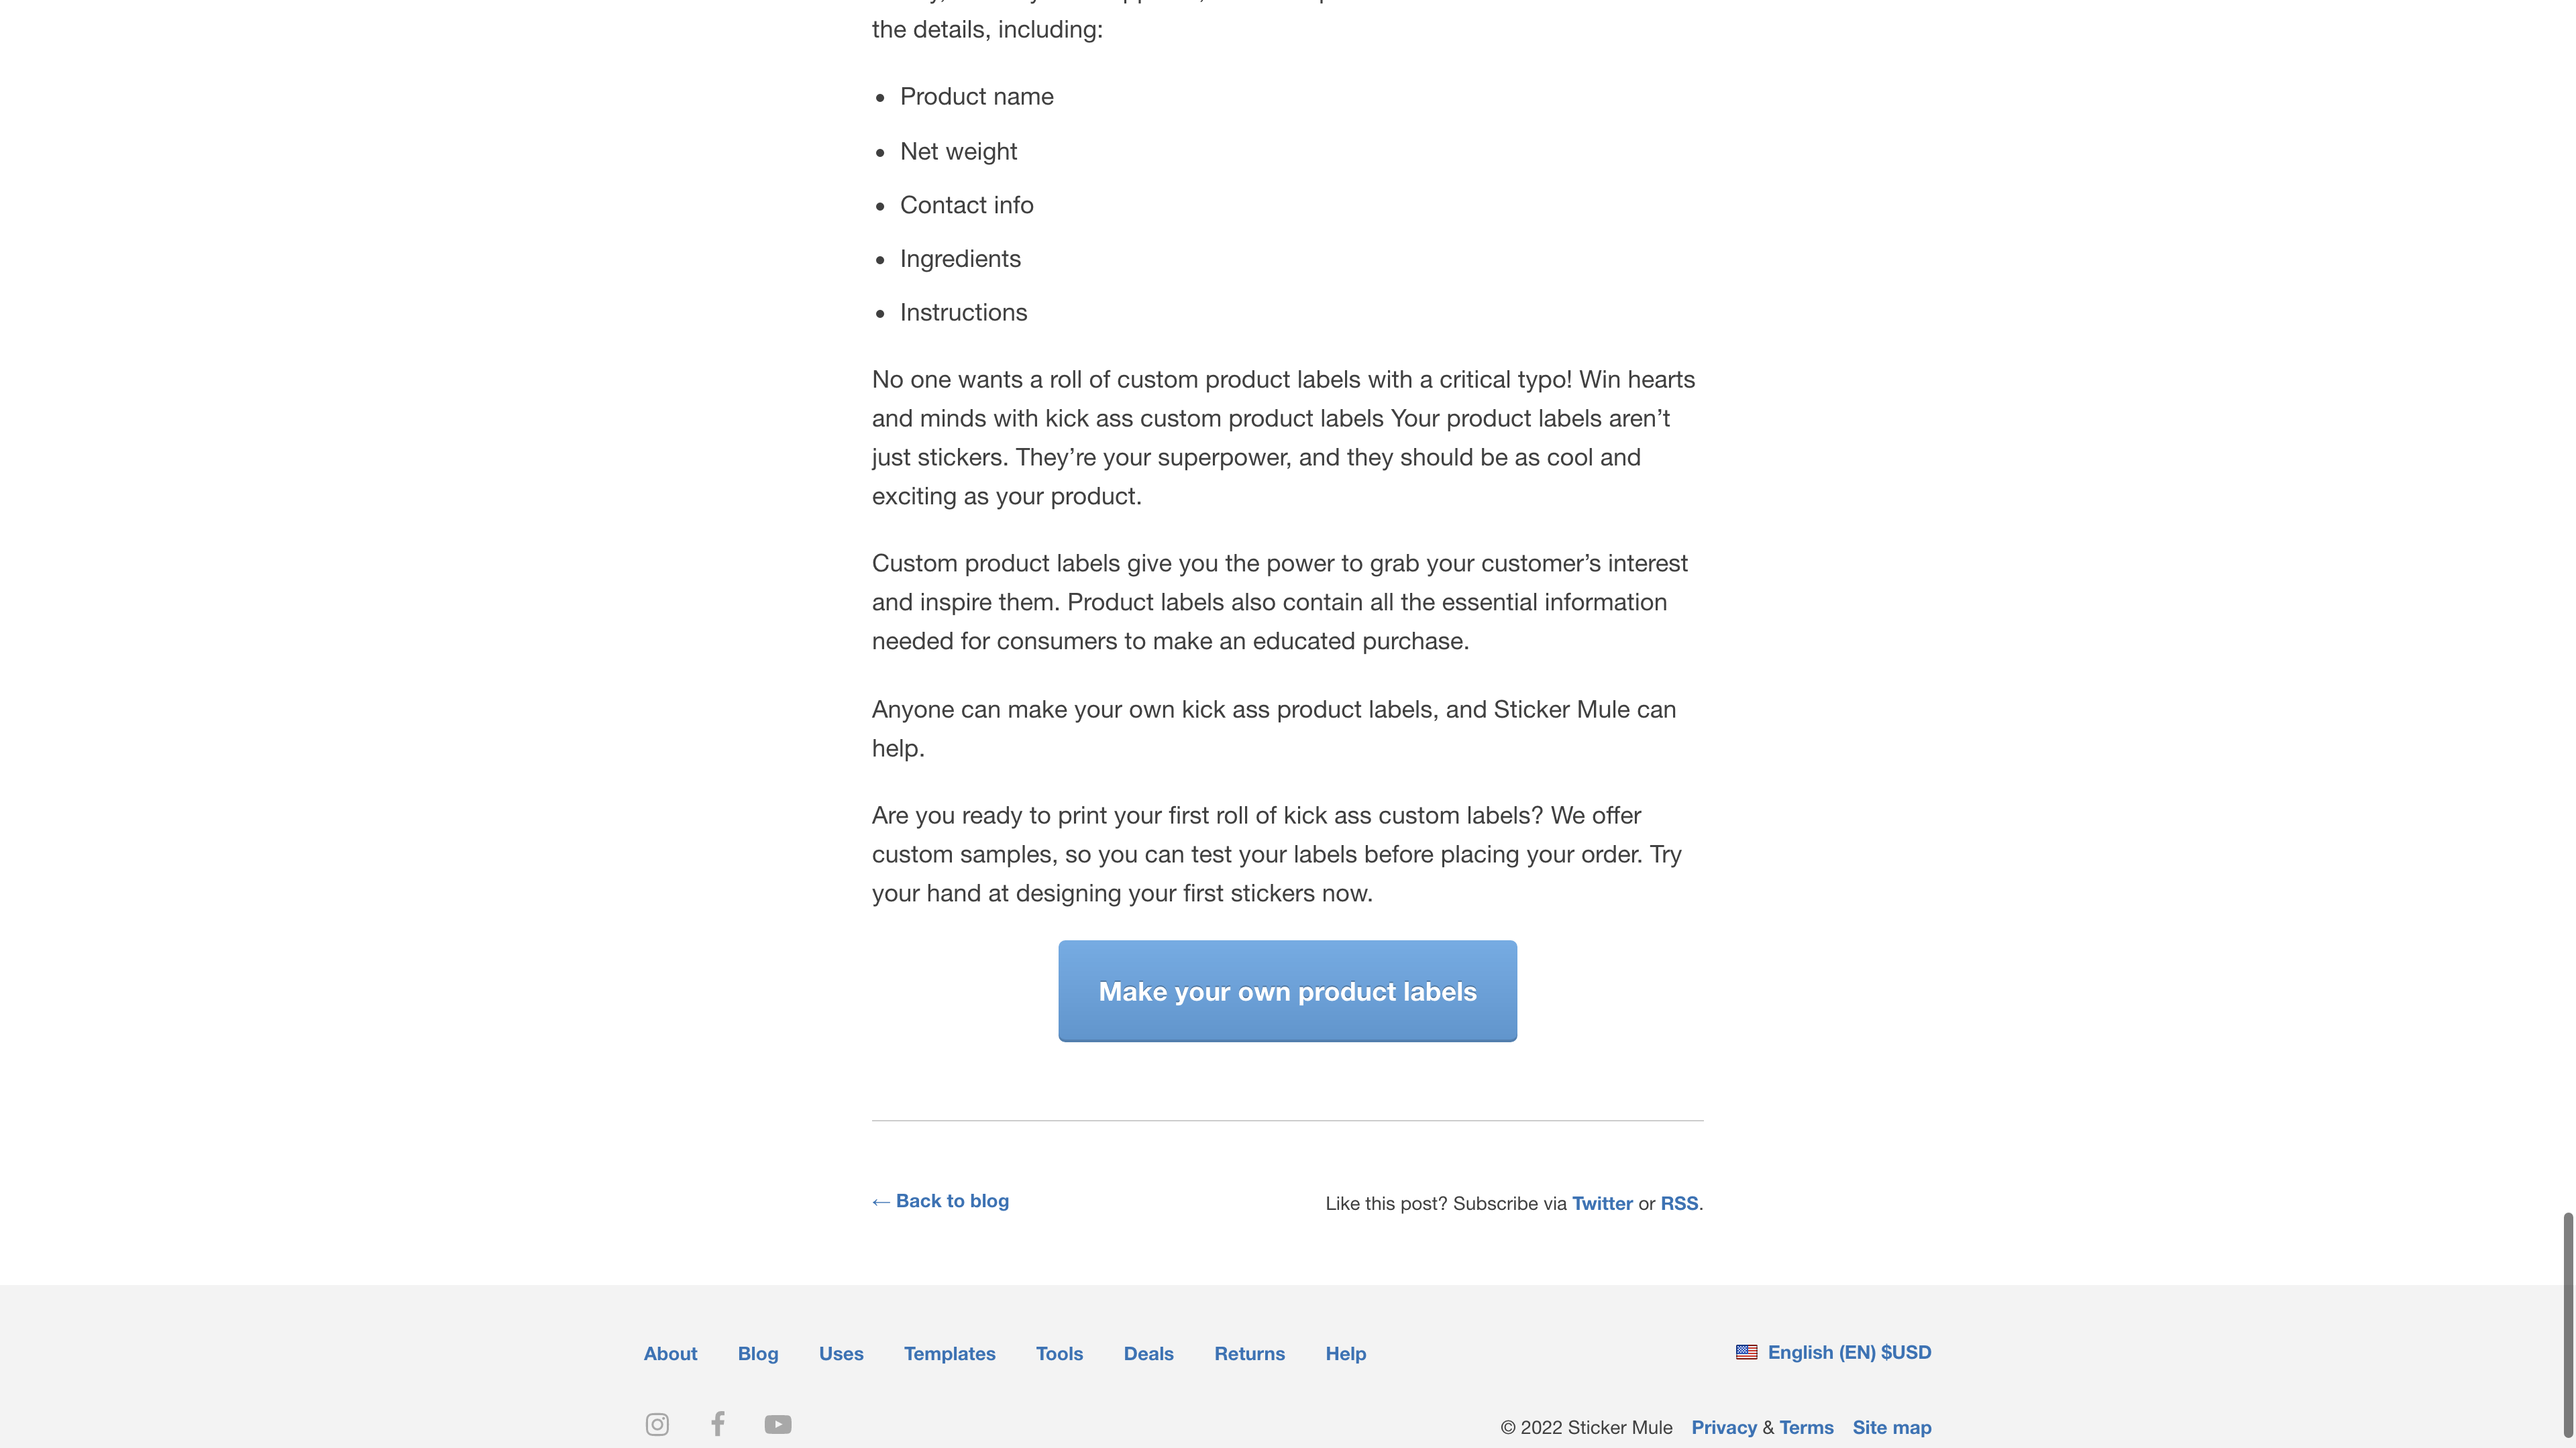 the details, including:
• Product name
• Net weight
• Contact info
• Ingredients
• Instructions
No one wants a roll of custom product labels with a critical typo! Win hearts
and minds with kick ass custom product labels Your product labels aren’t
just stickers. They’re your superpower, and they should be as cool and
exciting as your product.
Custom product labels give you the power to grab your customer’s interest
and inspire them. Product labels also contain all the essential information
needed for consumers to make an educated purchase.
Anyone can make your own kick ass product labels, and Sticker Mule can
help.
Are you ready to print your first roll of kick ass custom labels? We offer
custom samples, so you can test your labels before placing your order. Try
your hand at designing your first stickers now.
Make your own product labels
← Back to blog
Like this post? Subscribe via Twitter or RSS.
About Blog Uses Templates Tools Deals Returns Help
English (EN) $USD
© 2022 Sticker Mule Privacy & Terms Site map